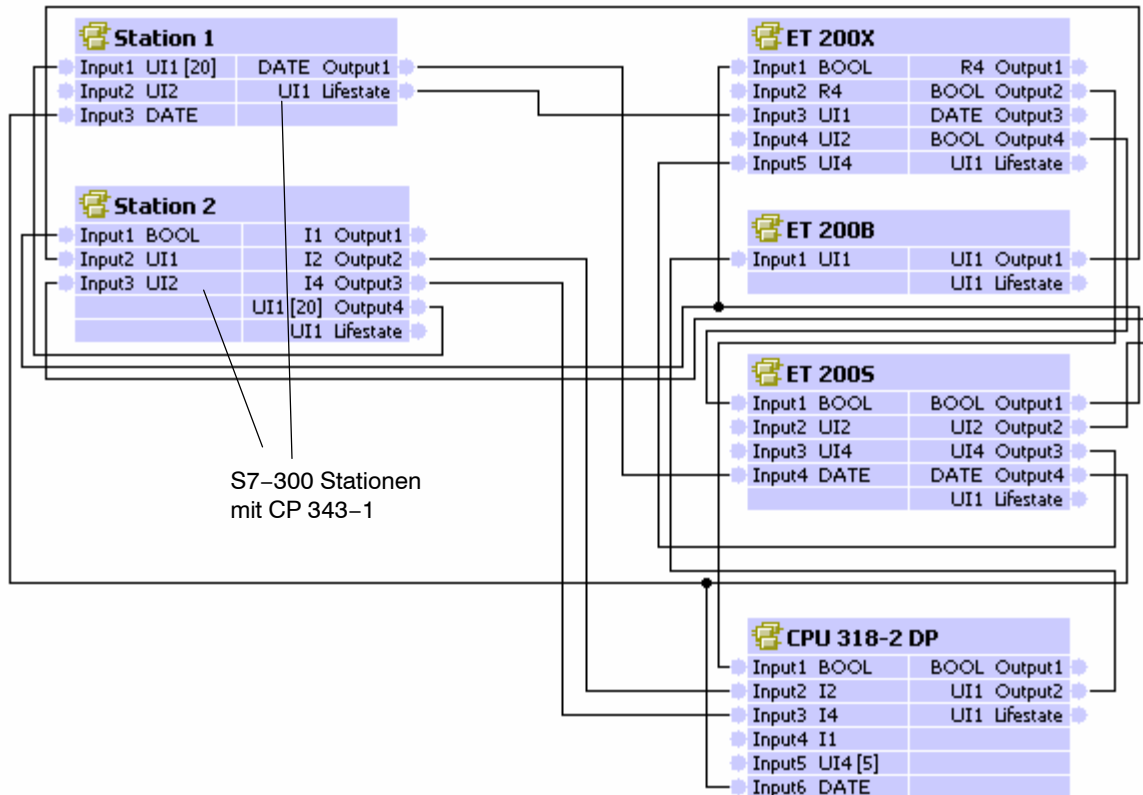 Station 1
Input1 UI1 [20] DATE Output1
Input2 UI2 UI1 Lifestate
Input3 DATE
Station 2
Input1 BOOL I1 Output1
Input2 UI1 I2 Output2
Input3 UI2 I4 Output3
UI1 [20] Output4
UI1 Lifestate
S7–300 Stationen
mit CP 343–1
ET 200X
Input1 BOOL R4 Output1
Input2 R4 BOOL Output2
Input3 UI1 DATE Output3
Input4 UI2 BOOL Output4
Input5 UI4 UI1 Lifestate
ET 200B
Input1 UI1 UI1 Output1
UI1 Lifestate
ET 200S
Input1 BOOL BOOL Output1
Input2 UI2 UI2 Output2
Input3 UI4 UI4 Output3
Input4 DATE DATE Output4
UI1 Lifestate
CPU 318-2 DP
Input1 BOOL BOOL Output1
Input2 I2 UI1 Output2
Input3 I4 UI1 Lifestate
Input4 I1
Input5 UI4 [5]
Input6 DATE